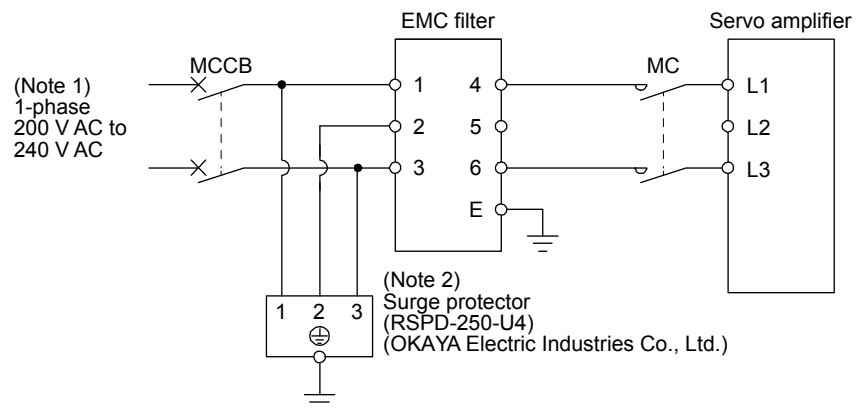 EMC filter
Servo amplifier
MCCB
MC
(Note 1)
1-phase
200 V AC to
240 V AC
1
4
L1
2
5
L2
3
6
L3
E
(Note 2)
Surge protector
(RSPD-250-U4)
(OKAYA Electric Industries Co., Ltd.)
1 2 3